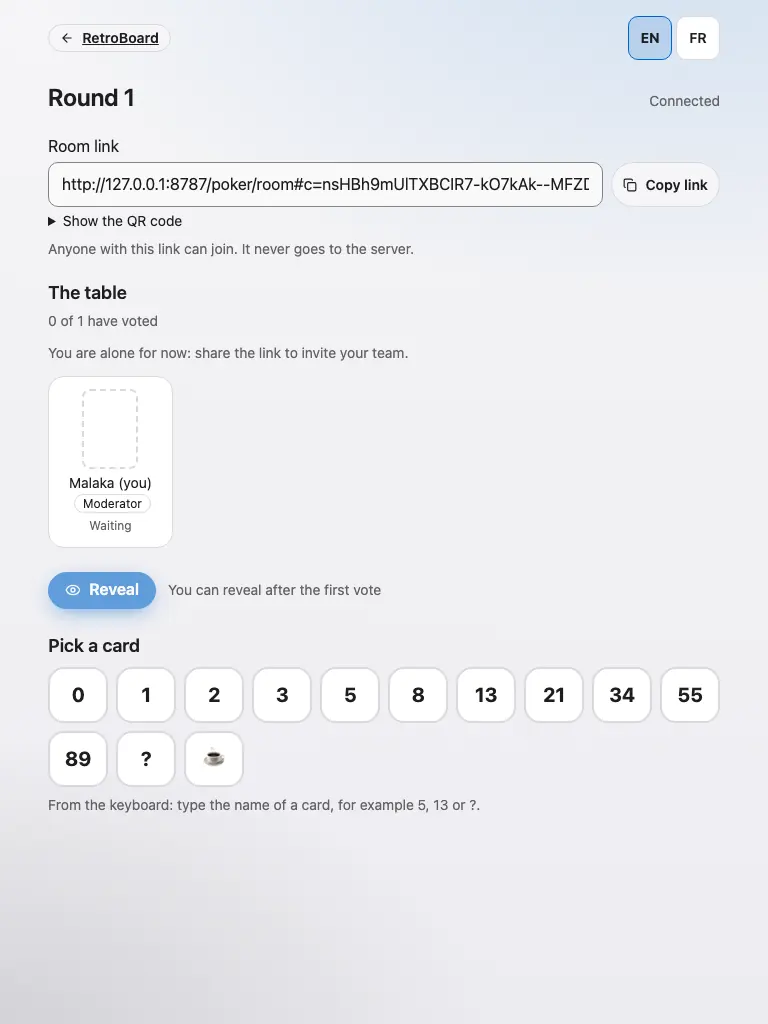 RetroBoard
EN FR
Round 1
Connected
Room link
http://127.0.0.1:8787/poker/room#c=nsHBh9mUlTXBClR7-kO7kAk--MFZ
Copy link
Show the QR code
Anyone with this link can join. It never goes to the server.
The table
0 of 1 have voted
You are alone for now: share the link to invite your team.
Malaka (you)
Moderator
Waiting
Reveal
You can reveal after the first vote
Pick a card
0 1 2 3 5 8 13 21 34 55
89 ?
From the keyboard: type the name of a card, for example 5, 13 or ?.